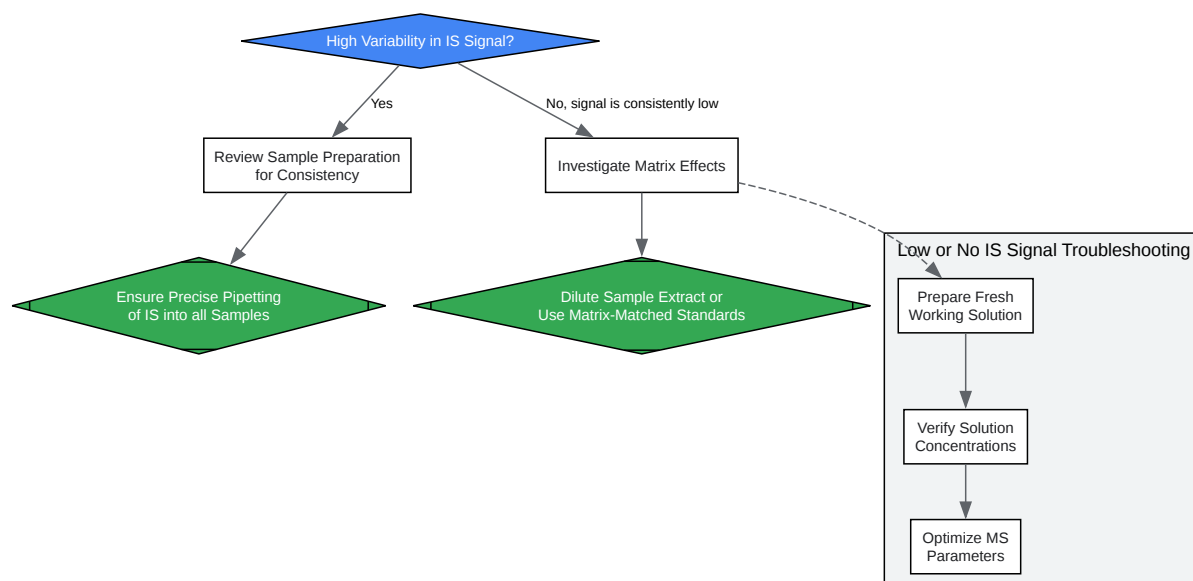 High Variability in IS Signal?
Yes
No, signal is consistently low
Review Sample Preparation
for Consistency
Investigate Matrix Effects
Low or No IS Signal Troubleshooting
Ensure Precise Pipetting
of IS into all Samples
Dilute Sample Extract or
Use Matrix-Matched Standards
Prepare Fresh
Working Solution
Verify Solution
Concentrations
Optimize MS
Parameters